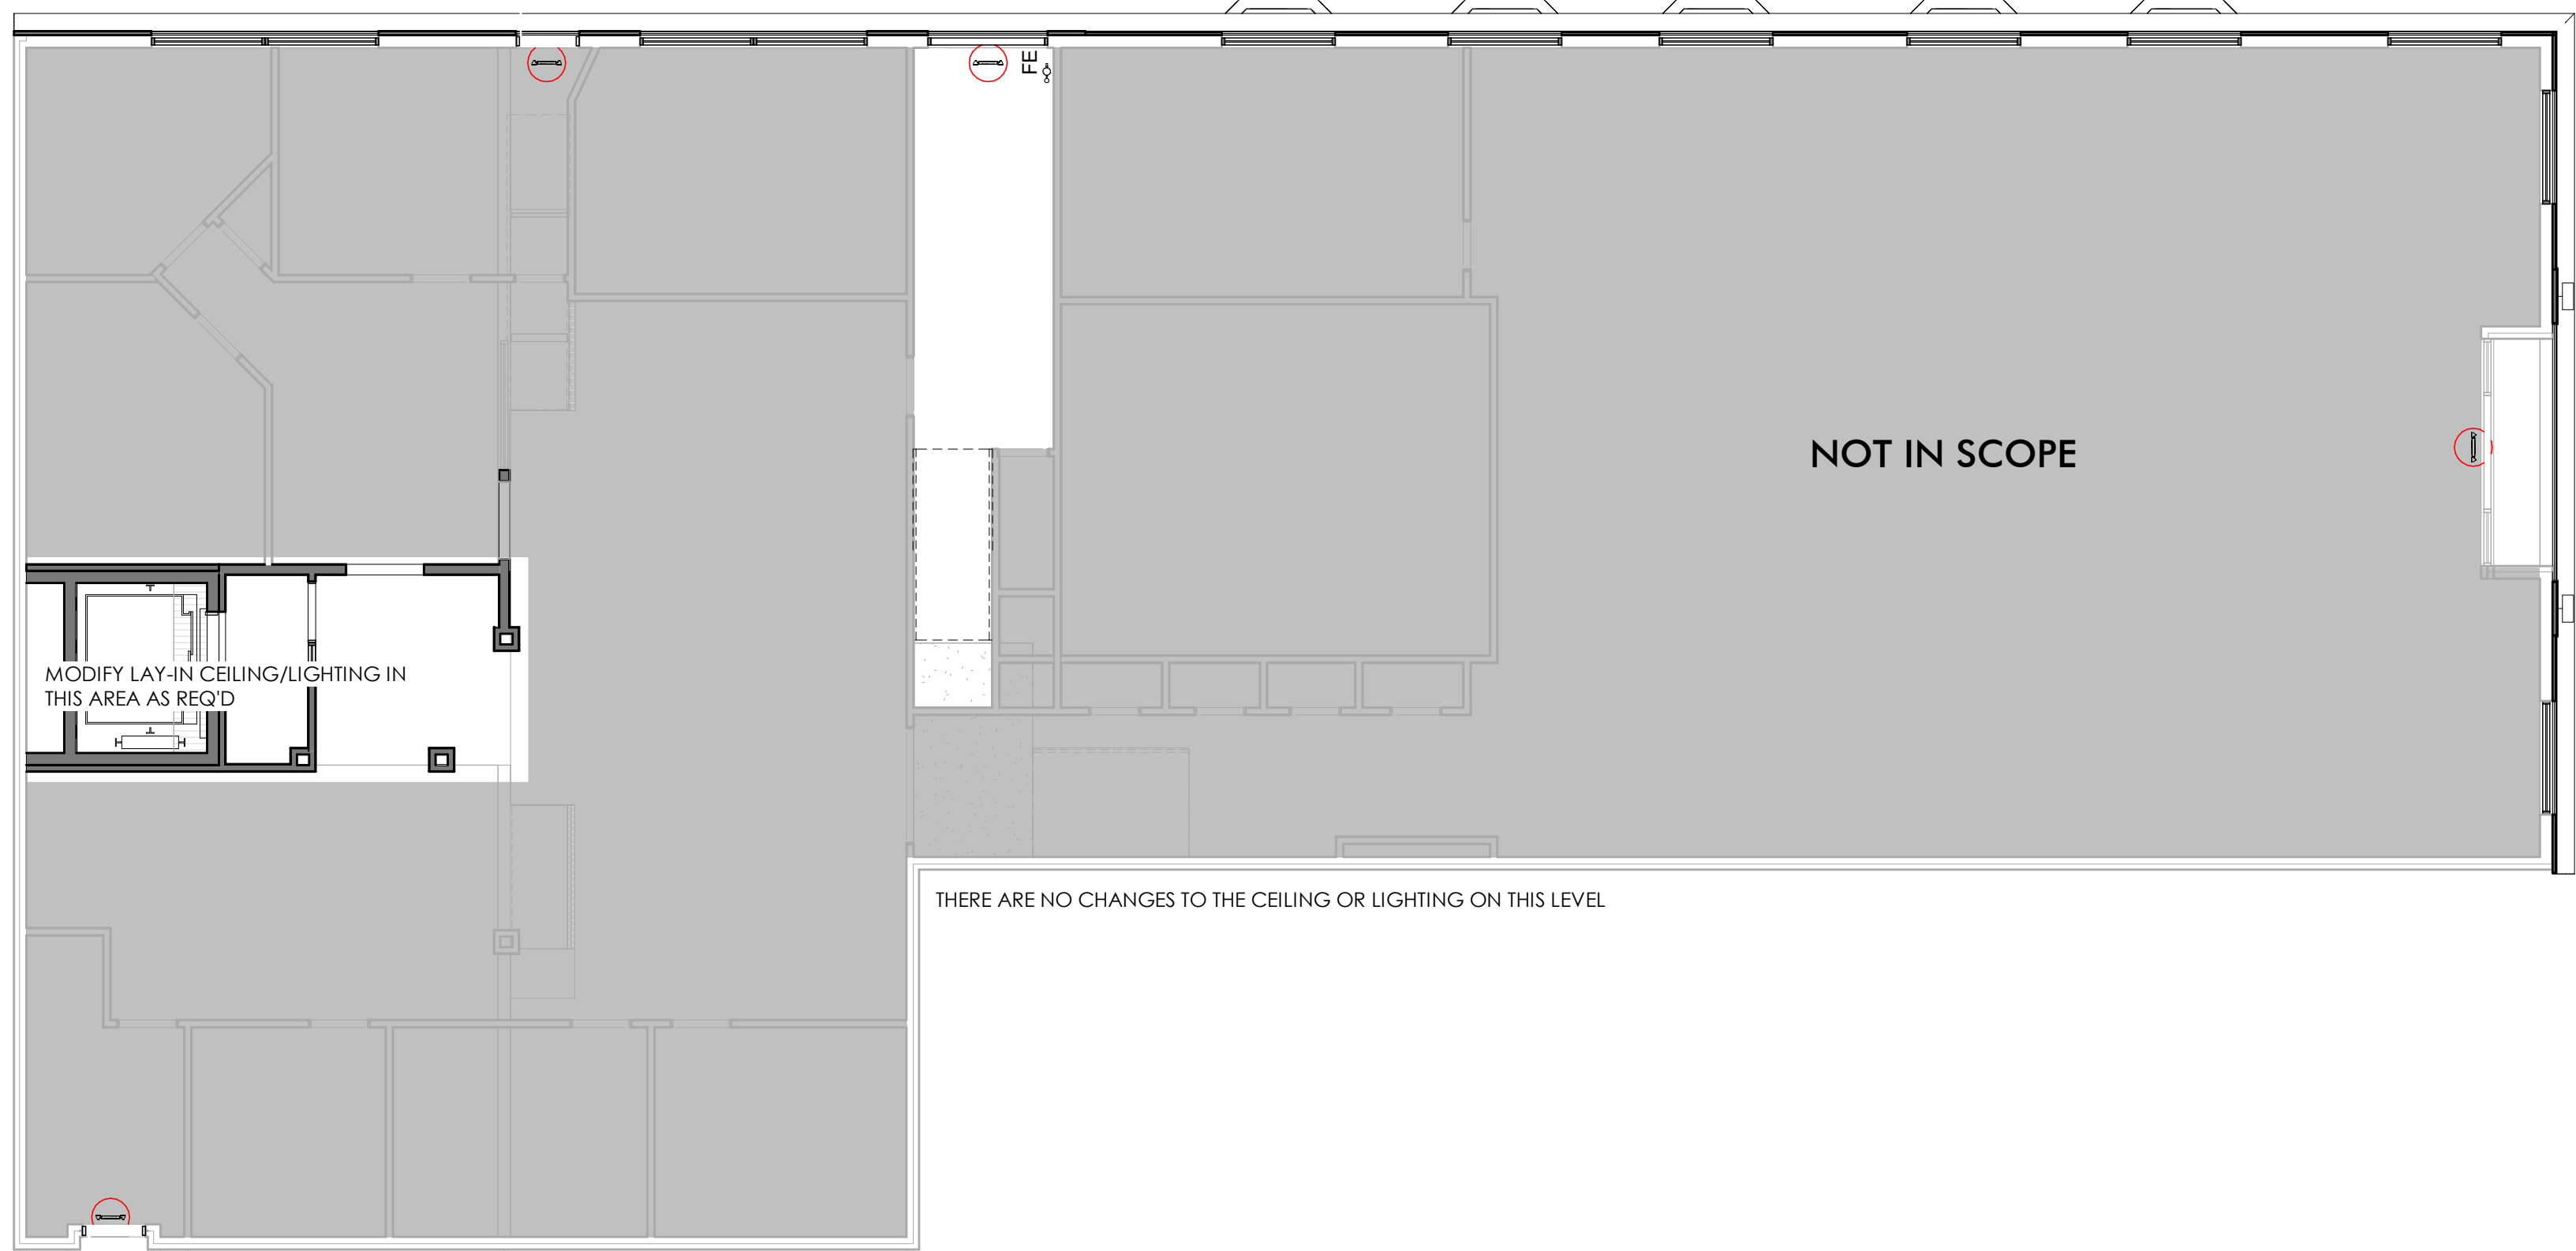 FE
NOT IN SCOPE
MODIFY LAY-IN CEILING/LIGHTING IN
THIS AREA AS REQ'D
THERE ARE NO CHANGES TO THE CEILING OR LIGHTING ON THIS LEVEL